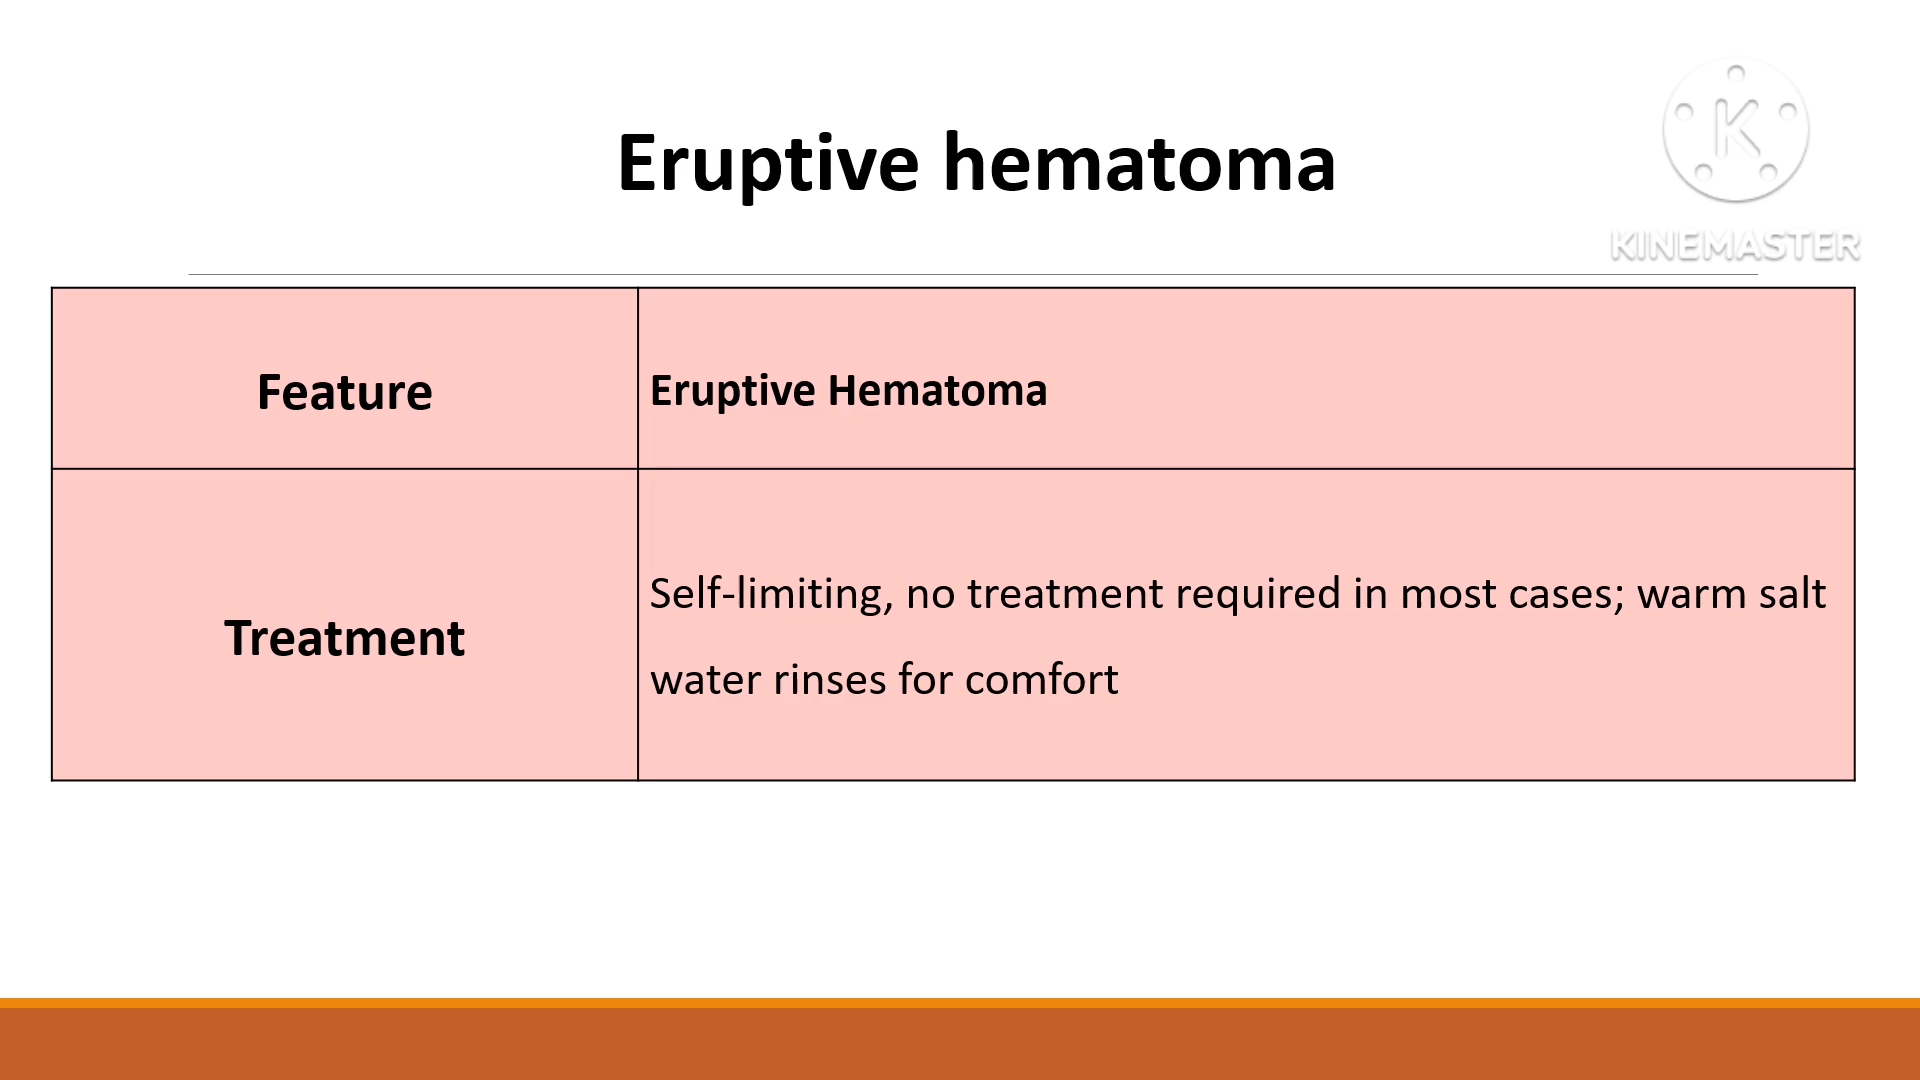 Eruptive hematoma
K
KINEMASTER
Feature
Eruptive Hematoma
Treatment
Self-limiting, no treatment required in most cases; warm salt
water rinses for comfort